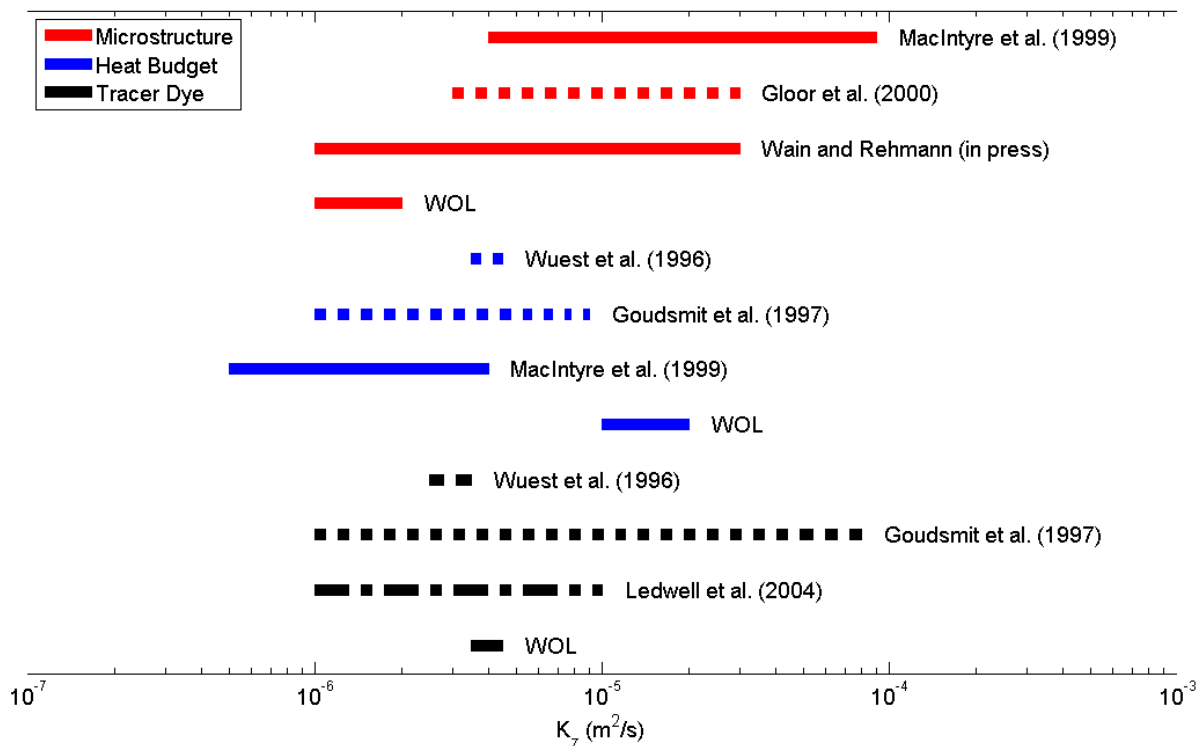 Microstructure
Heat Budget
Tracer Dye
MacIntyre et al. (1999)
Gloor et al. (2000)
Wain and Rehmann (in press)
WOL
Wuest et al. (1996)
Goudsmit et al. (1997)
MacIntyre et al. (1999)
WOL
Wuest et al. (1996)
Goudsmit et al. (1997)
Ledwell et al. (2004)
WOL
10⁻⁷ 10⁻⁶ 10⁻⁵ 10⁻⁴ 10⁻³
K_z (m²/s)